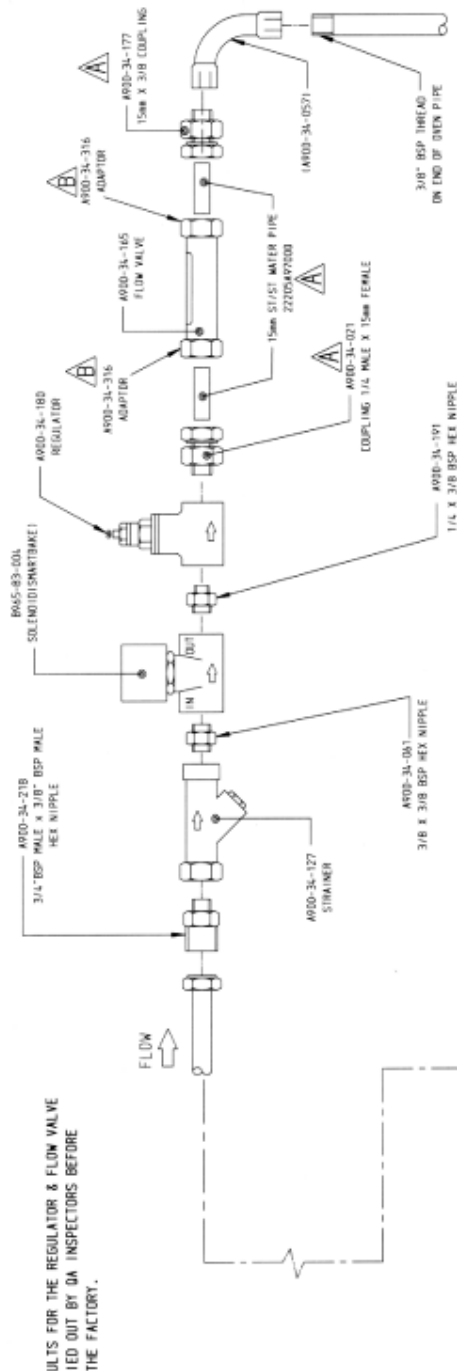 ULTS FOR THE REGULATOR & FLOW VALVE
IED OUT BY QA INSPECTORS BEFORE
THE FACTORY.
FLOW
A900-34-218
3/4"BSP MALE x 3/8" BSP MALE
HEX NIPPLE
B965-83-004
SOLENOID(SMARTBAKE)
A900-34-180
REGULATOR
B
A900-34-316
ADAPTOR
A900-34-165
FLOW VALVE
B
A900-34-316
ADAPTOR
A
A900-34-177
15mm X 3/8 COUPLING
IN
OUT
A900-34-127
STRAINER
A900-34-061
3/8 X 3/8 BSP HEX NIPPLE
A900-34-191
1/4 X 3/8 BSP HEX NIPPLE
A
A900-34-021
COUPLING 1/4 MALE X 15mm FEMALE
15mm ST/ST WATER PIPE
22205A97000
A
(A900-34-057)
3/8" BSP THREAD
ON END OF OVEN PIPE